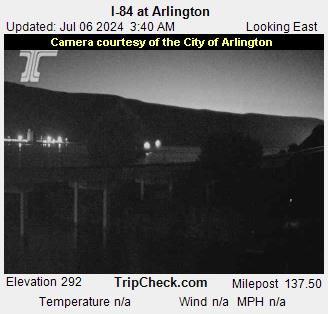 I-84 at Arlington
Updated: Jul 06 2024 3:40 AM Looking East
Camera courtesy of the City of Arlington
Elevation 292 TripCheck.com Milepost 137.50
Temperature n/a Wind n/a MPH n/a